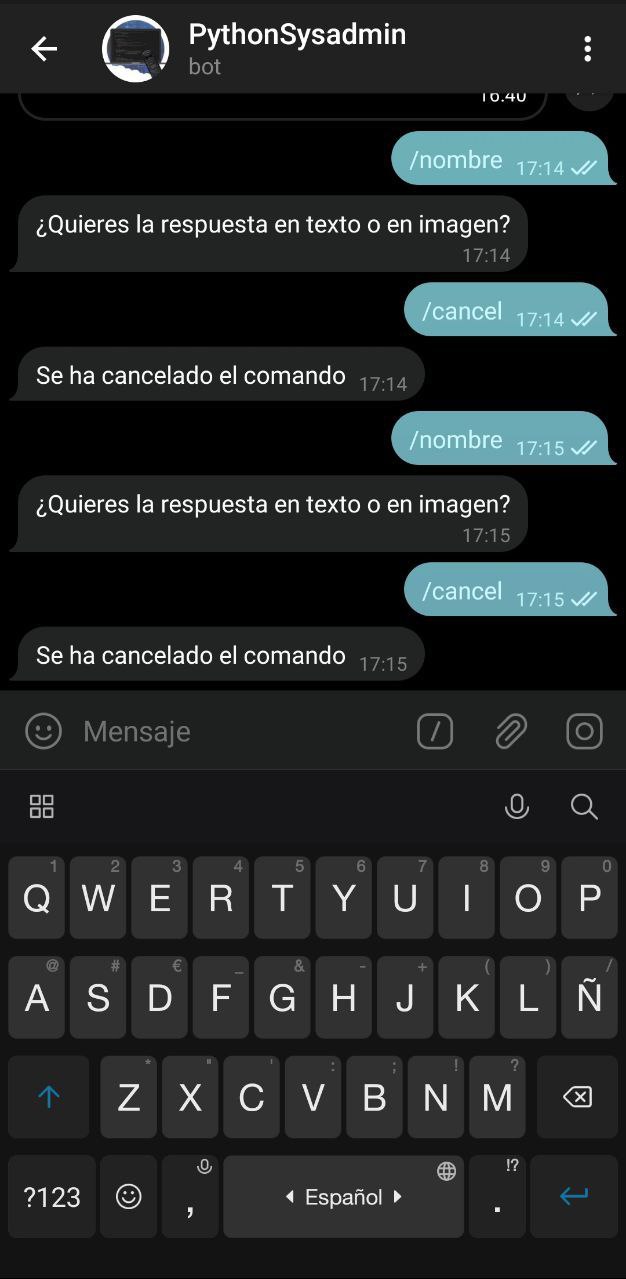 PythonSysadmin
bot
16:40
/nombre 17:14
¿Quieres la respuesta en texto o en imagen?
17:14
/cancel 17:14
Se ha cancelado el comando 17:14
/nombre 17:15
¿Quieres la respuesta en texto o en imagen?
17:15
/cancel 17:15
Se ha cancelado el comando 17:15
Mensaje /
1 2 3 4 5 6 7 8 9 0
Q W E R T Y U I O P
@ # € _ & - + ( ) /
A S D F G H J K L Ñ
* " ' : ; ! ?
Z X C V B N M
!?
?123 , Español .